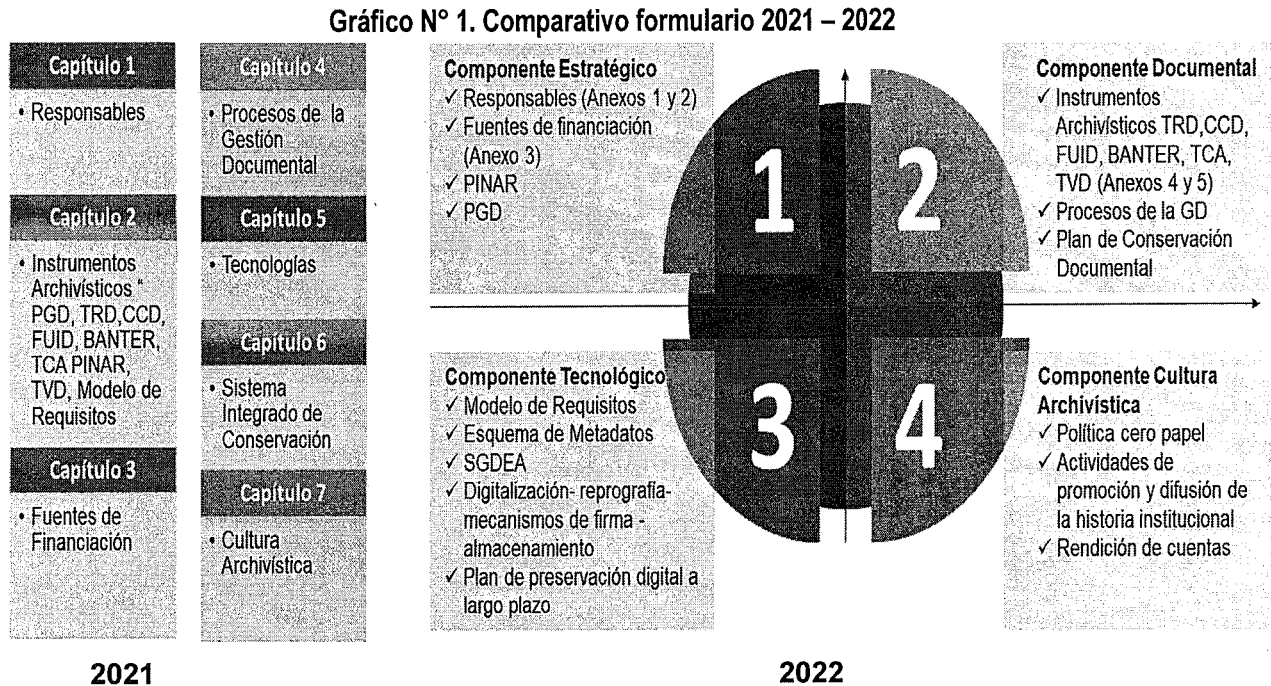 Gráfico N° 1. Comparativo formulario 2021 – 2022
Capítulo 1
• Responsables
Capítulo 2
• Instrumentos
Archivísticos "
PGD, TRD,CCD,
FUID, BANTER,
TCA PINAR,
TVD, Modelo de
Requisitos
Capítulo 3
• Fuentes de
Financiación
Capítulo 4
• Procesos de la
Gestión
Documental
Capítulo 5
• Tecnologías
Capítulo 6
• Sistema
Integrado de
Conservación
Capítulo 7
• Cultura
Archivística
2021
Componente Estratégico
✓ Responsables (Anexos 1 y 2)
✓ Fuentes de financiación
(Anexo 3)
✓ PINAR
✓ PGD
1
2
Componente Documental
✓ Instrumentos
Archivísticos TRD,CCD,
FUID, BANTER, TCA,
TVD (Anexos 4 y 5)
✓ Procesos de la GD
✓ Plan de Conservación
Documental
Componente Tecnológico
✓ Modelo de Requisitos
✓ Esquema de Metadatos
✓ SGDEA
✓ Digitalización- reprografía-
mecanismos de firma -
almacenamiento
✓ Plan de preservación digital a
largo plazo
3
4
Componente Cultura
Archivística
✓ Política cero papel
✓ Actividades de
promoción y difusión de
la historia institucional
✓ Rendición de cuentas
2022